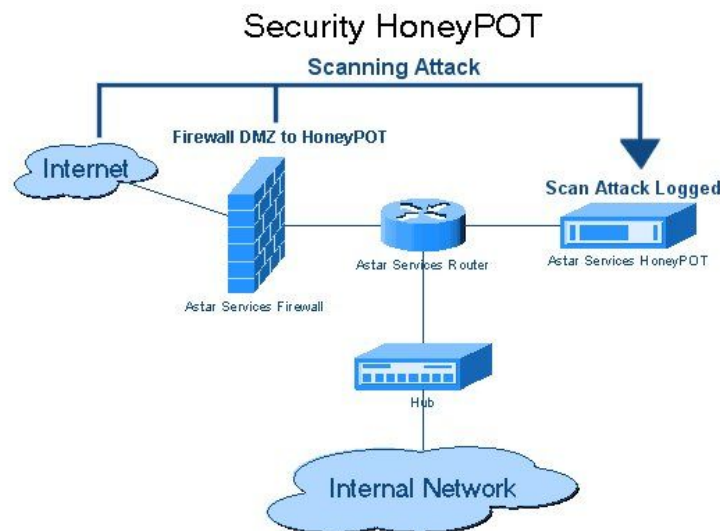 Security HoneyPOT
Scanning Attack
Firewall DMZ to HoneyPOT
Internet
Scan Attack Logged
Astar Services Router
Astar Services HoneyPOT
Astar Services Firewall
Hub
Internal Network